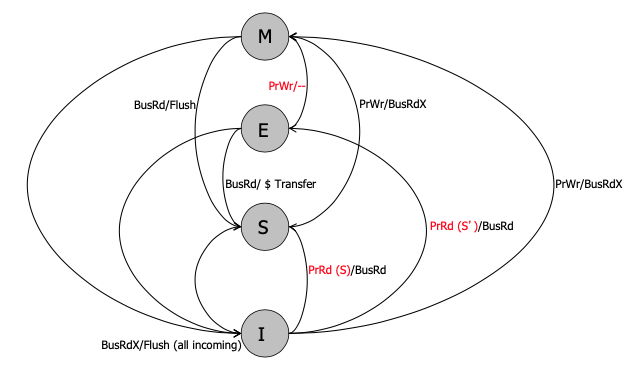 M
PrWr/--
BusRd/Flush
PrWr/BusRdX
E
BusRd/ $ Transfer
PrWr/BusRdX
S
PrRd (S' )/BusRd
PrRd (S)/BusRd
I
BusRdX/Flush (all incoming)